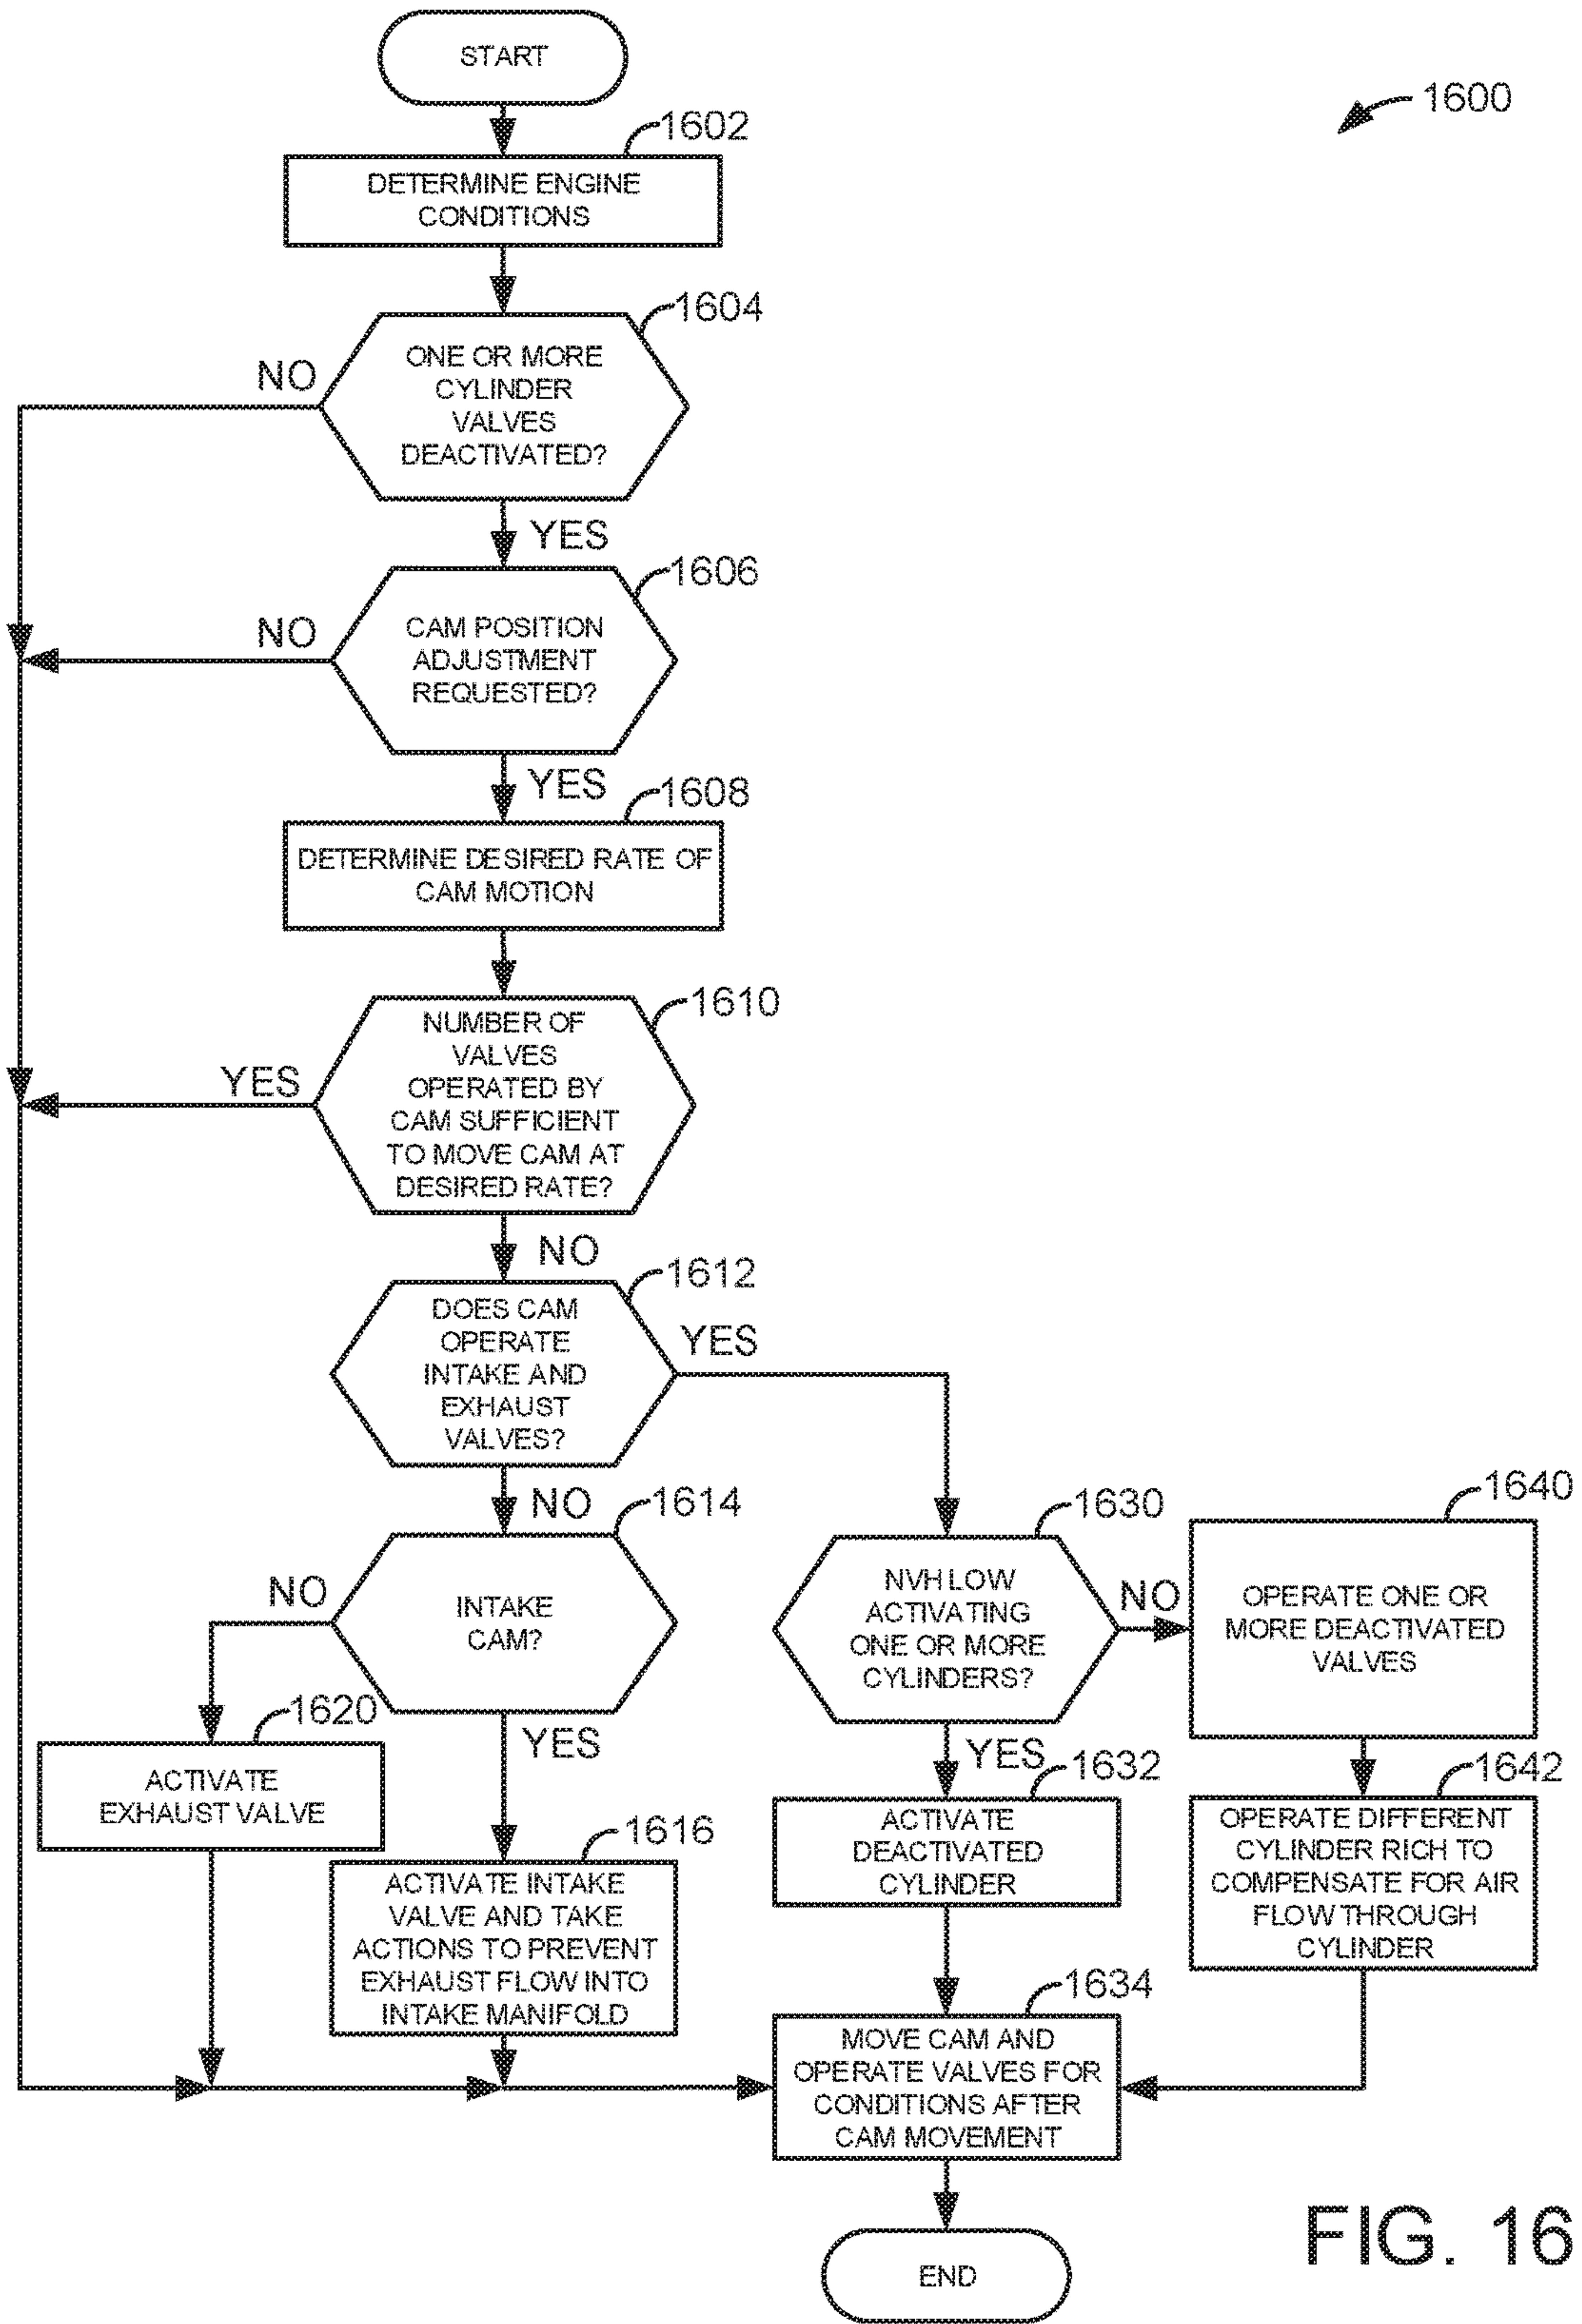 START
1600
1602
DETERMINE ENGINE
CONDITIONS
1604
ONE OR MORE
CYLINDER
VALVES
DEACTIVATED?
NO
YES
1606
CAM POSITION
ADJUSTMENT
REQUESTED?
NO
YES
1608
DETERMINE DESIRED RATE OF
CAM MOTION
1610
NUMBER OF
VALVES
OPERATED BY
CAM SUFFICIENT
TO MOVE CAM AT
DESIRED RATE?
YES
NO
1612
DOES CAM
OPERATE
INTAKE AND
EXHAUST
VALVES?
YES
NO
1614
INTAKE
CAM?
NO
YES
1620
ACTIVATE
EXHAUST VALVE
1616
ACTIVATE INTAKE
VALVE AND TAKE
ACTIONS TO PREVENT
EXHAUST FLOW INTO
INTAKE MANIFOLD
1630
NVH LOW
ACTIVATING
ONE OR MORE
CYLINDERS?
NO
YES
1640
OPERATE ONE OR
MORE DEACTIVATED
VALVES
1632
ACTIVATE
DEACTIVATED
CYLINDER
1642
OPERATE DIFFERENT
CYLINDER RICH TO
COMPENSATE FOR AIR
FLOW THROUGH
CYLINDER
1634
MOVE CAM AND
OPERATE VALVES FOR
CONDITIONS AFTER
CAM MOVEMENT
END
FIG. 16